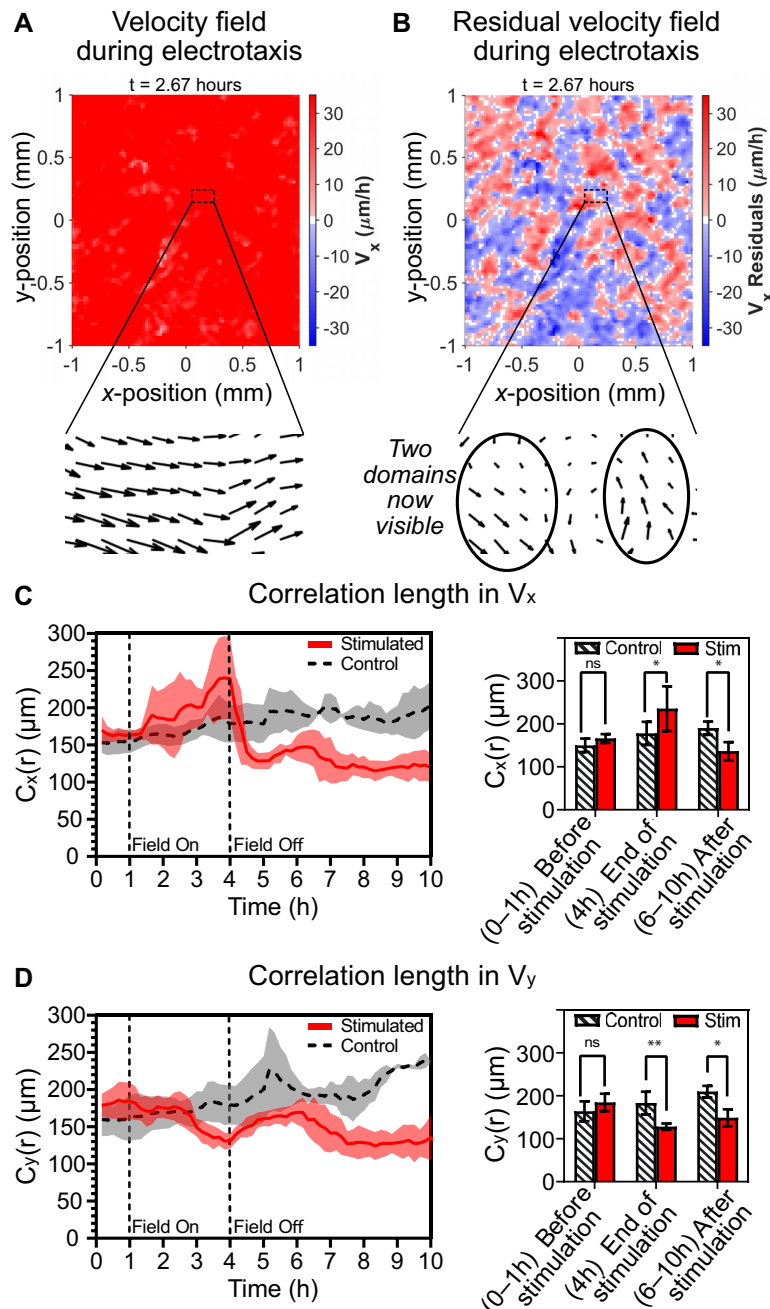 A
Velocity field
during electrotaxis
t = 2.67 hours
1
0.5
0
-0.5
-1
y-position (mm)
-1
-0.5
0
0.5
1
x-position (mm)
30
20
10
0
-10
-20
-30
V_x (μm/h)
B
Residual velocity field
during electrotaxis
t = 2.67 hours
1
0.5
0
-0.5
-1
y-position (mm)
-1
-0.5
0
0.5
1
x-position (mm)
30
20
10
0
-10
-20
-30
V_x Residuals (μm/h)
Two
domains
now
visible
C
Correlation length in Vx
300
250
200
150
100
50
0
Cx(r) (μm)
Stimulated
Control
Field On
Field Off
0 1 2 3 4 5 6 7 8 9 10
Time (h)
Control
Stim
ns
*
*
400
300
200
100
0
Cx(r) (μm)
(0–1h) Before
stimulation
(4h) End of
stimulation
(6–10h) After
stimulation
D
Correlation length in Vy
300
250
200
150
100
50
0
Cy(r) (μm)
Stimulated
Control
Field On
Field Off
0 1 2 3 4 5 6 7 8 9 10
Time (h)
Control
Stim
ns
**
*
400
300
200
100
0
Cy(r) (μm)
(0–1h) Before
stimulation
(4h) End of
stimulation
(6–10h) After
stimulation